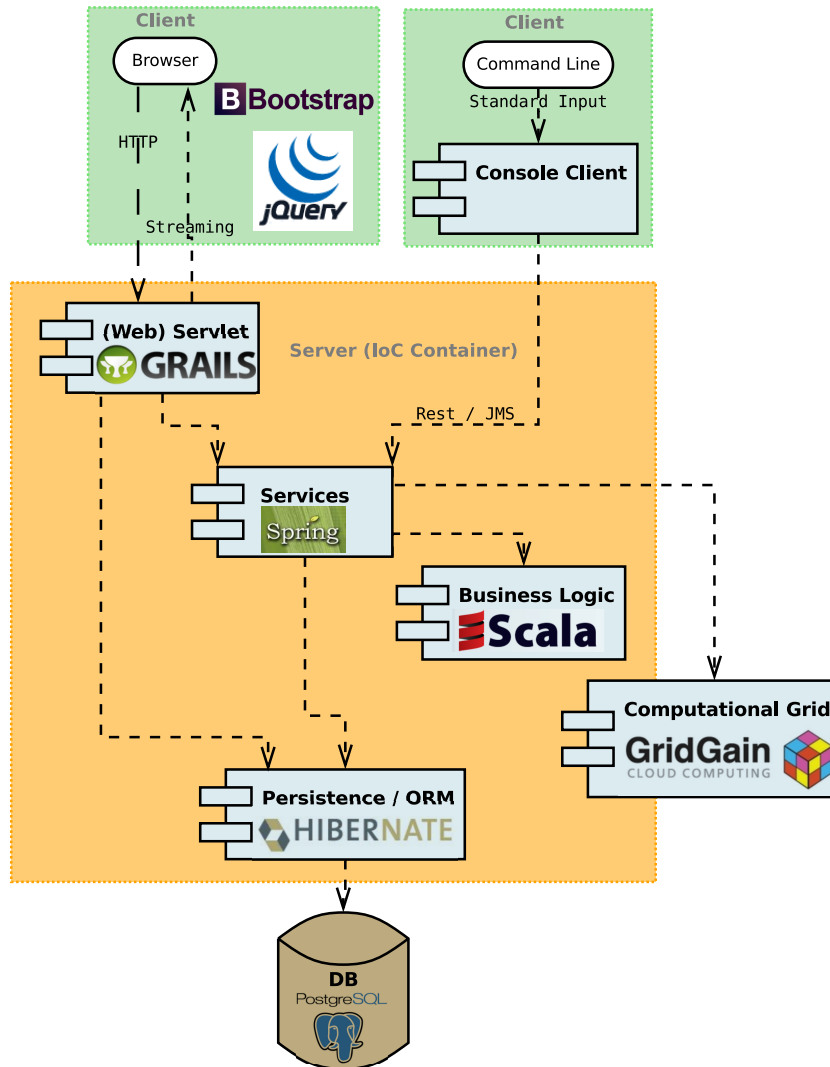 Client
Browser
B Bootstrap
HTTP
jQuery
Streaming
Client
Command Line
Standard Input
Console Client
Server (IoC Container)
(Web) Servlet
GRAILS
Rest / JMS
Services
Spring
Business Logic
Scala
Computational Grid
GridGain
CLOUD COMPUTING
Persistence / ORM
HIBERNATE
DB
PostgreSQL